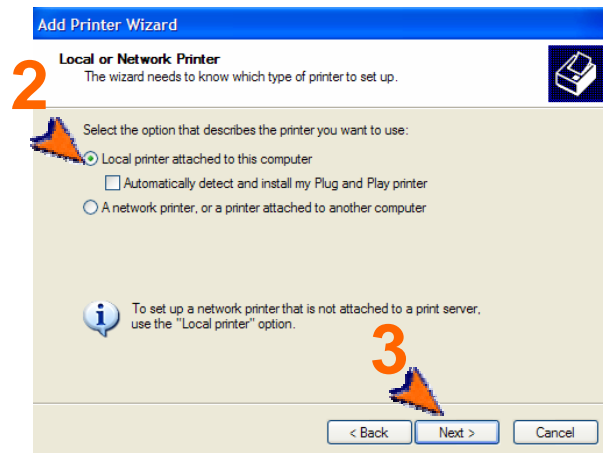 Add Printer Wizard
Local or Network Printer
The wizard needs to know which type of printer to set up.
2
Select the option that describes the printer you want to use:
Local printer attached to this computer
Automatically detect and install my Plug and Play printer
A network printer, or a printer attached to another computer
To set up a network printer that is not attached to a print server,
use the "Local printer" option.
3
< Back Next > Cancel